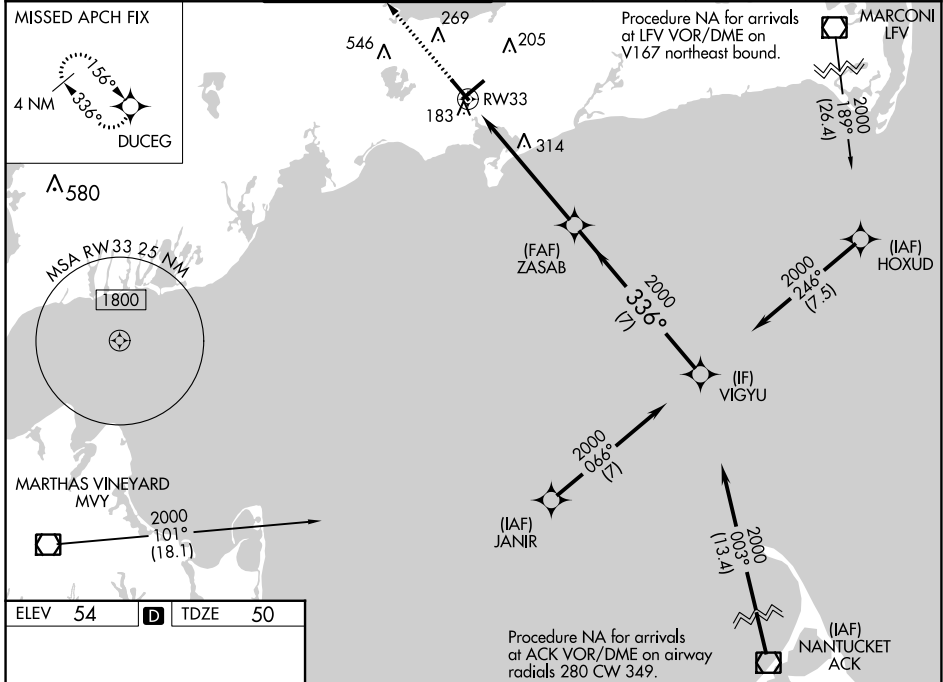 MISSED APCH FIX
156°
336°
4 NM
DUCEG
546
269
205
183
RW33
314
580
Procedure NA for arrivals
at LFV VOR/DME on
V167 northeast bound.
MARCONI
LFV
2000
189°
(26.4)
(FAF)
ZASAB
(IAF)
HOXUD
2000
246°
(7.5)
2000
336°
(7)
MSA RW33 25 NM
1800
(IF)
VIGYU
2000
066°
(7)
(IAF)
JANIR
MARTHAS VINEYARD
MVY
2000
101°
(18.1)
2000
003°
(13.4)
ELEV 54 D TDZE 50
Procedure NA for arrivals
at ACK VOR/DME on airway
radials 280 CW 349.
(IAF)
NANTUCKET
ACK